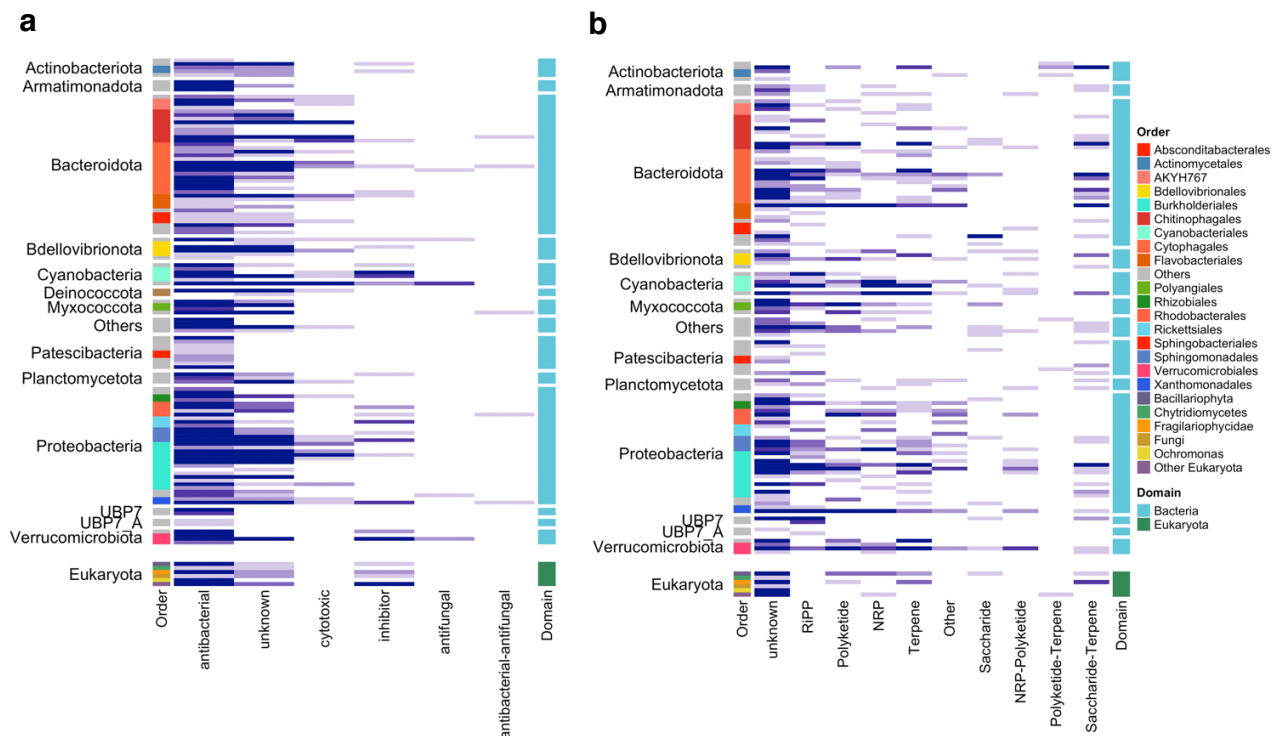 a
Actinobacteriota
Armatimonadota
Bacteroidota
Bdellovibrionota
Cyanobacteria
Deinococcota
Myxococcota
Others
Patescibacteria
Planctomycetota
Proteobacteria
UBP7
UBP7_A
Verrucomicrobiota
Eukaryota
Order
antibacterial
unknown
cytotoxic
inhibitor
antifungal
antibacterial-antifungal
Domain
b
Actinobacteriota
Armatimonadota
Bacteroidota
Bdellovibrionota
Cyanobacteria
Myxococcota
Others
Patescibacteria
Planctomycetota
Proteobacteria
UBP7
UBP7_A
Verrucomicrobiota
Eukaryota
Order
unknown
RiPP
Polyketide
NRP
Terpene
Other
Saccharide
NRP-Polyketide
Polyketide-Terpene
Saccharide-Terpene
Domain
Order
Absconditabacterales
Actinomycetales
AKYH767
Bdellovibrionales
Burkholderiales
Chitinophagales
Cyanobacteriales
Cytophagales
Flavobacteriales
Others
Polyangiales
Rhizobiales
Rhodobacterales
Rickettsiales
Sphingobacteriales
Sphingomonadales
Verrucomicrobiales
Xanthomonadales
Bacillariophyta
Chytridiomycetes
Fragilariophycidae
Fungi
Ochromonas
Other Eukaryota
Domain
Bacteria
Eukaryota